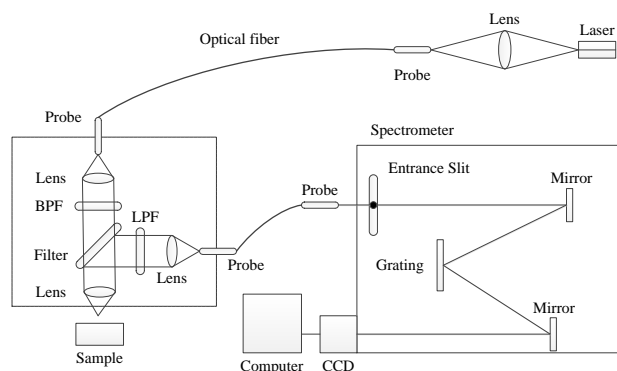 Lens
Laser
Optical fiber
Probe
Probe
Spectrometer
Lens
Entrance Slit
Mirror
Probe
BPF
LPF
Filter
Probe
Grating
Lens
Lens
Mirror
Sample
Computer
CCD